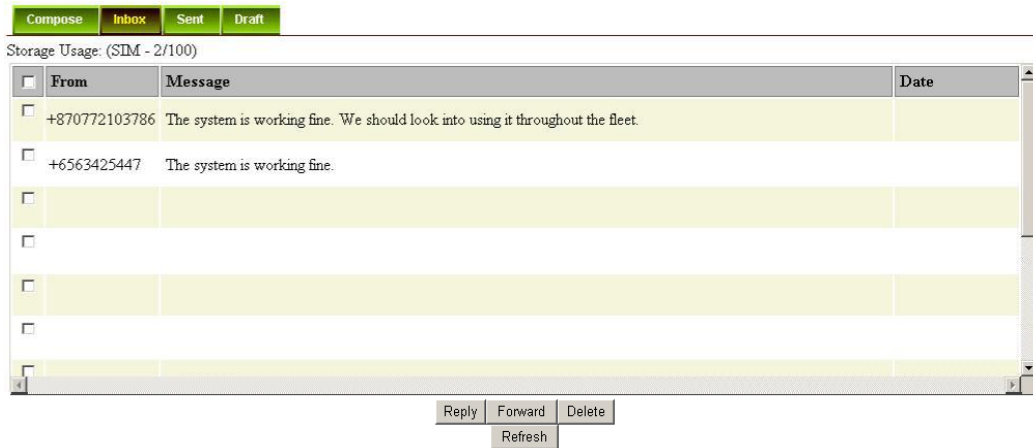 Compose Inbox Sent Draft
Storage Usage: (SIM - 2/100)
From Message Date
+870772103786 The system is working fine. We should look into using it throughout the fleet.
+6563425447 The system is working fine.
Reply Forward Delete
Refresh